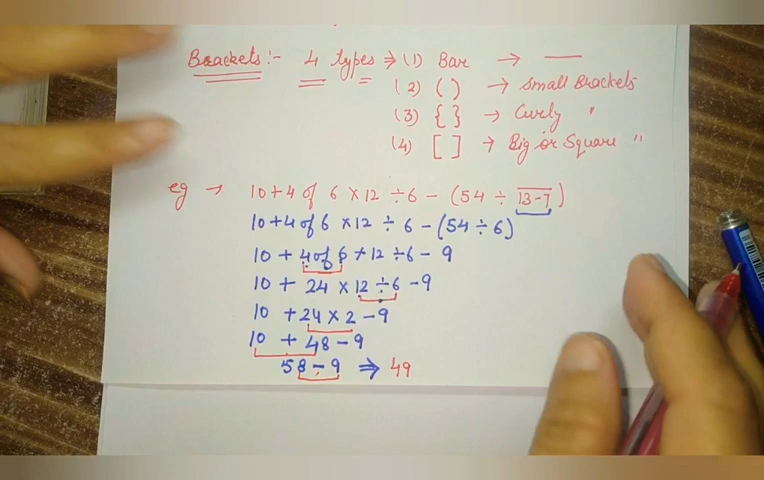 Brackets :- 4 types ⇒ (1) Bar → —
(2) ( ) → Small Brackets
(3) { } → Curly "
(4) [ ] → Big or Square "
eg → 10+4 of 6 × 12 ÷ 6 - (54 ÷ 1̅3̅-̅7̅)
10+4 of 6 × 12 ÷ 6 - (54 ÷ 6)
10 + 4 of 6 × 12 ÷ 6 - 9
10 + 24 × 12 ÷ 6 - 9
10 + 24 × 2 - 9
10 + 48 - 9
58 - 9 ⇒ 49